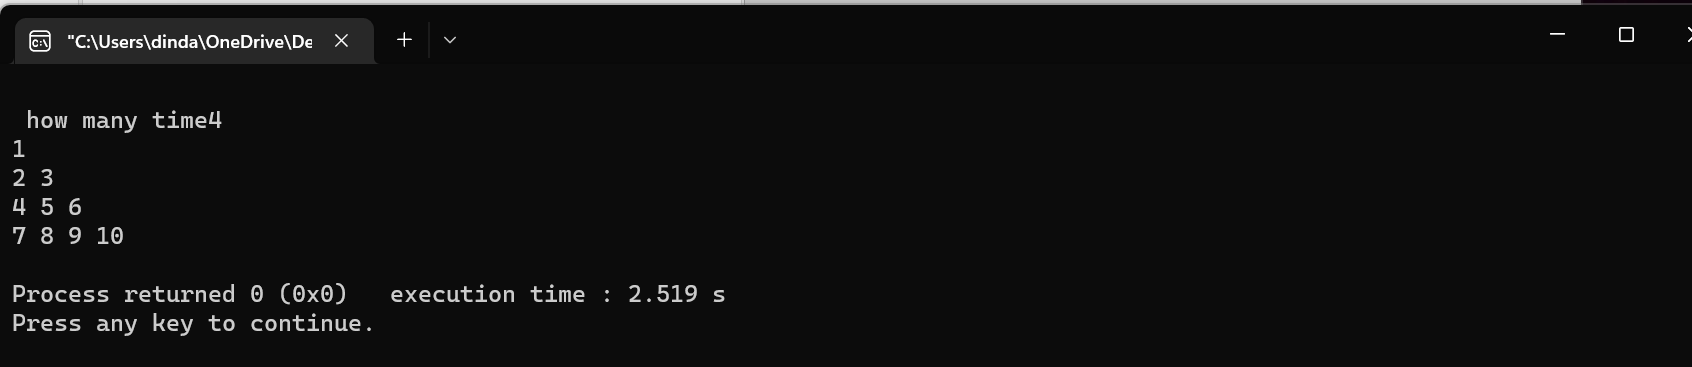 "C:\Users\dinda\OneDrive\De
how many time4
1
2 3
4 5 6
7 8 9 10
Process returned 0 (0x0)   execution time : 2.519 s
Press any key to continue.